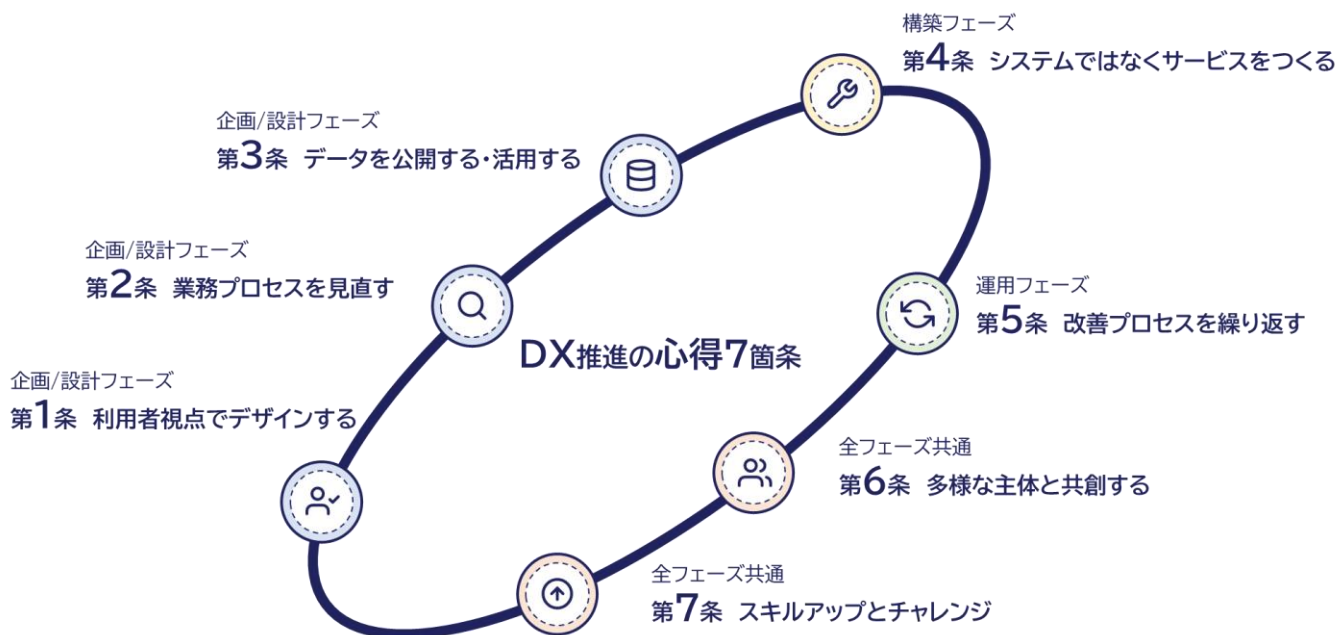 構築フェーズ
第4条 システムではなくサービスをつくる
企画/設計フェーズ
第3条 データを公開する・活用する
企画/設計フェーズ
第2条 業務プロセスを見直す
運用フェーズ
第5条 改善プロセスを繰り返す
DX推進の心得7箇条
企画/設計フェーズ
第1条 利用者視点でデザインする
全フェーズ共通
第6条 多様な主体と共創する
全フェーズ共通
第7条 スキルアップとチャレンジ